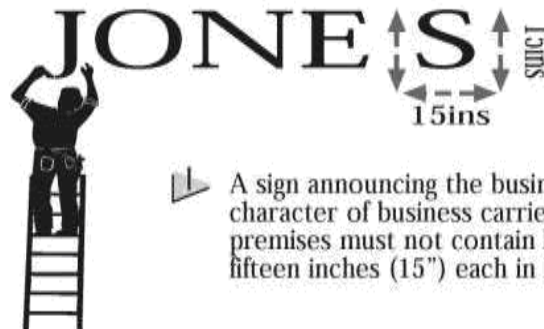 JONES
15ins
15ins
A sign announcing the busin
character of business carrie
premises must not contain
fifteen inches (15") each in